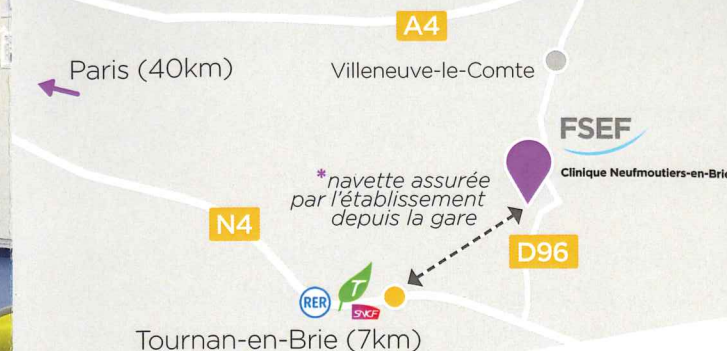 A4
Paris (40km)
Villeneuve-le-Comte
FSEF
Clinique Neufmoutiers-en-Brie
*navette assurée
par l'établissement
depuis la gare
N4
D96
RER
T
SNCF
Tournan-en-Brie (7km)